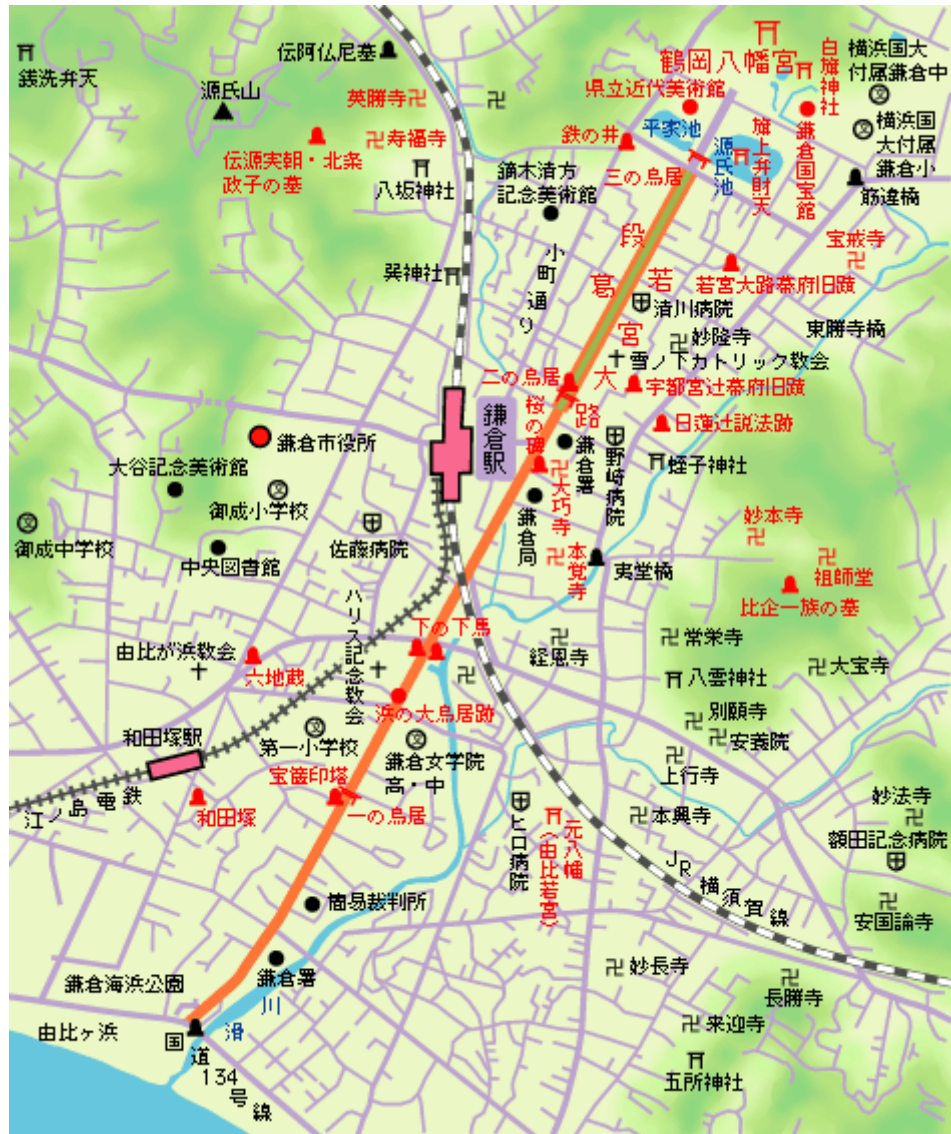 鶴岡八幡宮
白旗神社
横浜国大
付属鎌倉中
伝阿仏尼墓
銭洗弁天
源氏山
英勝寺
県立近代美術館
平家池
鉄の井
源氏池
旗上弁財天
鎌倉国宝館
横浜国
大付属
鎌倉小
寿福寺
伝源実朝・北条
政子の墓
八坂神社
鏑木清方
記念美術館
三の鳥居
筋違橋
宝戒寺
段葛
若宮大路
小町通り
巽神社
若宮大路幕府旧蹟
清川病院
東勝寺橋
妙隆寺
雪ノ下カトリック教会
二の鳥居
宇都宮辻幕府旧蹟
桜の碑
鎌倉駅
鎌倉署
日蓮辻説法跡
鎌倉市役所
野崎病院
蛭子神社
大谷記念美術館
大巧寺
御成小学校
鎌倉局
御成中学校
佐藤病院
中央図書館
妙本寺
本覚寺
夷堂橋
祖師堂
比企一族の墓
ハリス記念教会
下の下馬
経恩寺
常栄寺
由比が浜教会
六地蔵
八雲神社
大宝寺
浜の大鳥居跡
別願寺
安養院
和田塚駅
第一小学校
鎌倉女学院
高・中
上行寺
宝篋印塔
一の鳥居
和田塚
江ノ島電鉄
ヒロ病院
元八幡
(由比若宮)
本興寺
妙法寺
額田記念病院
JR横須賀線
安国論寺
簡易裁判所
鎌倉署
妙長寺
長勝寺
鎌倉海浜公園
滑川
来迎寺
由比ヶ浜
国道134号線
五所神社